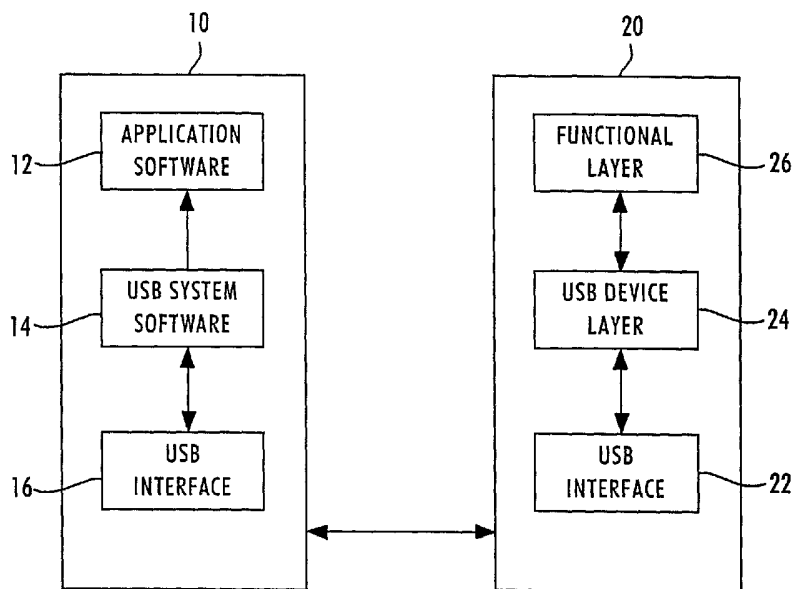 10
20
APPLICATION
SOFTWARE
12
FUNCTIONAL
LAYER
26
USB SYSTEM
SOFTWARE
14
USB DEVICE
LAYER
24
USB
INTERFACE
16
USB
INTERFACE
22